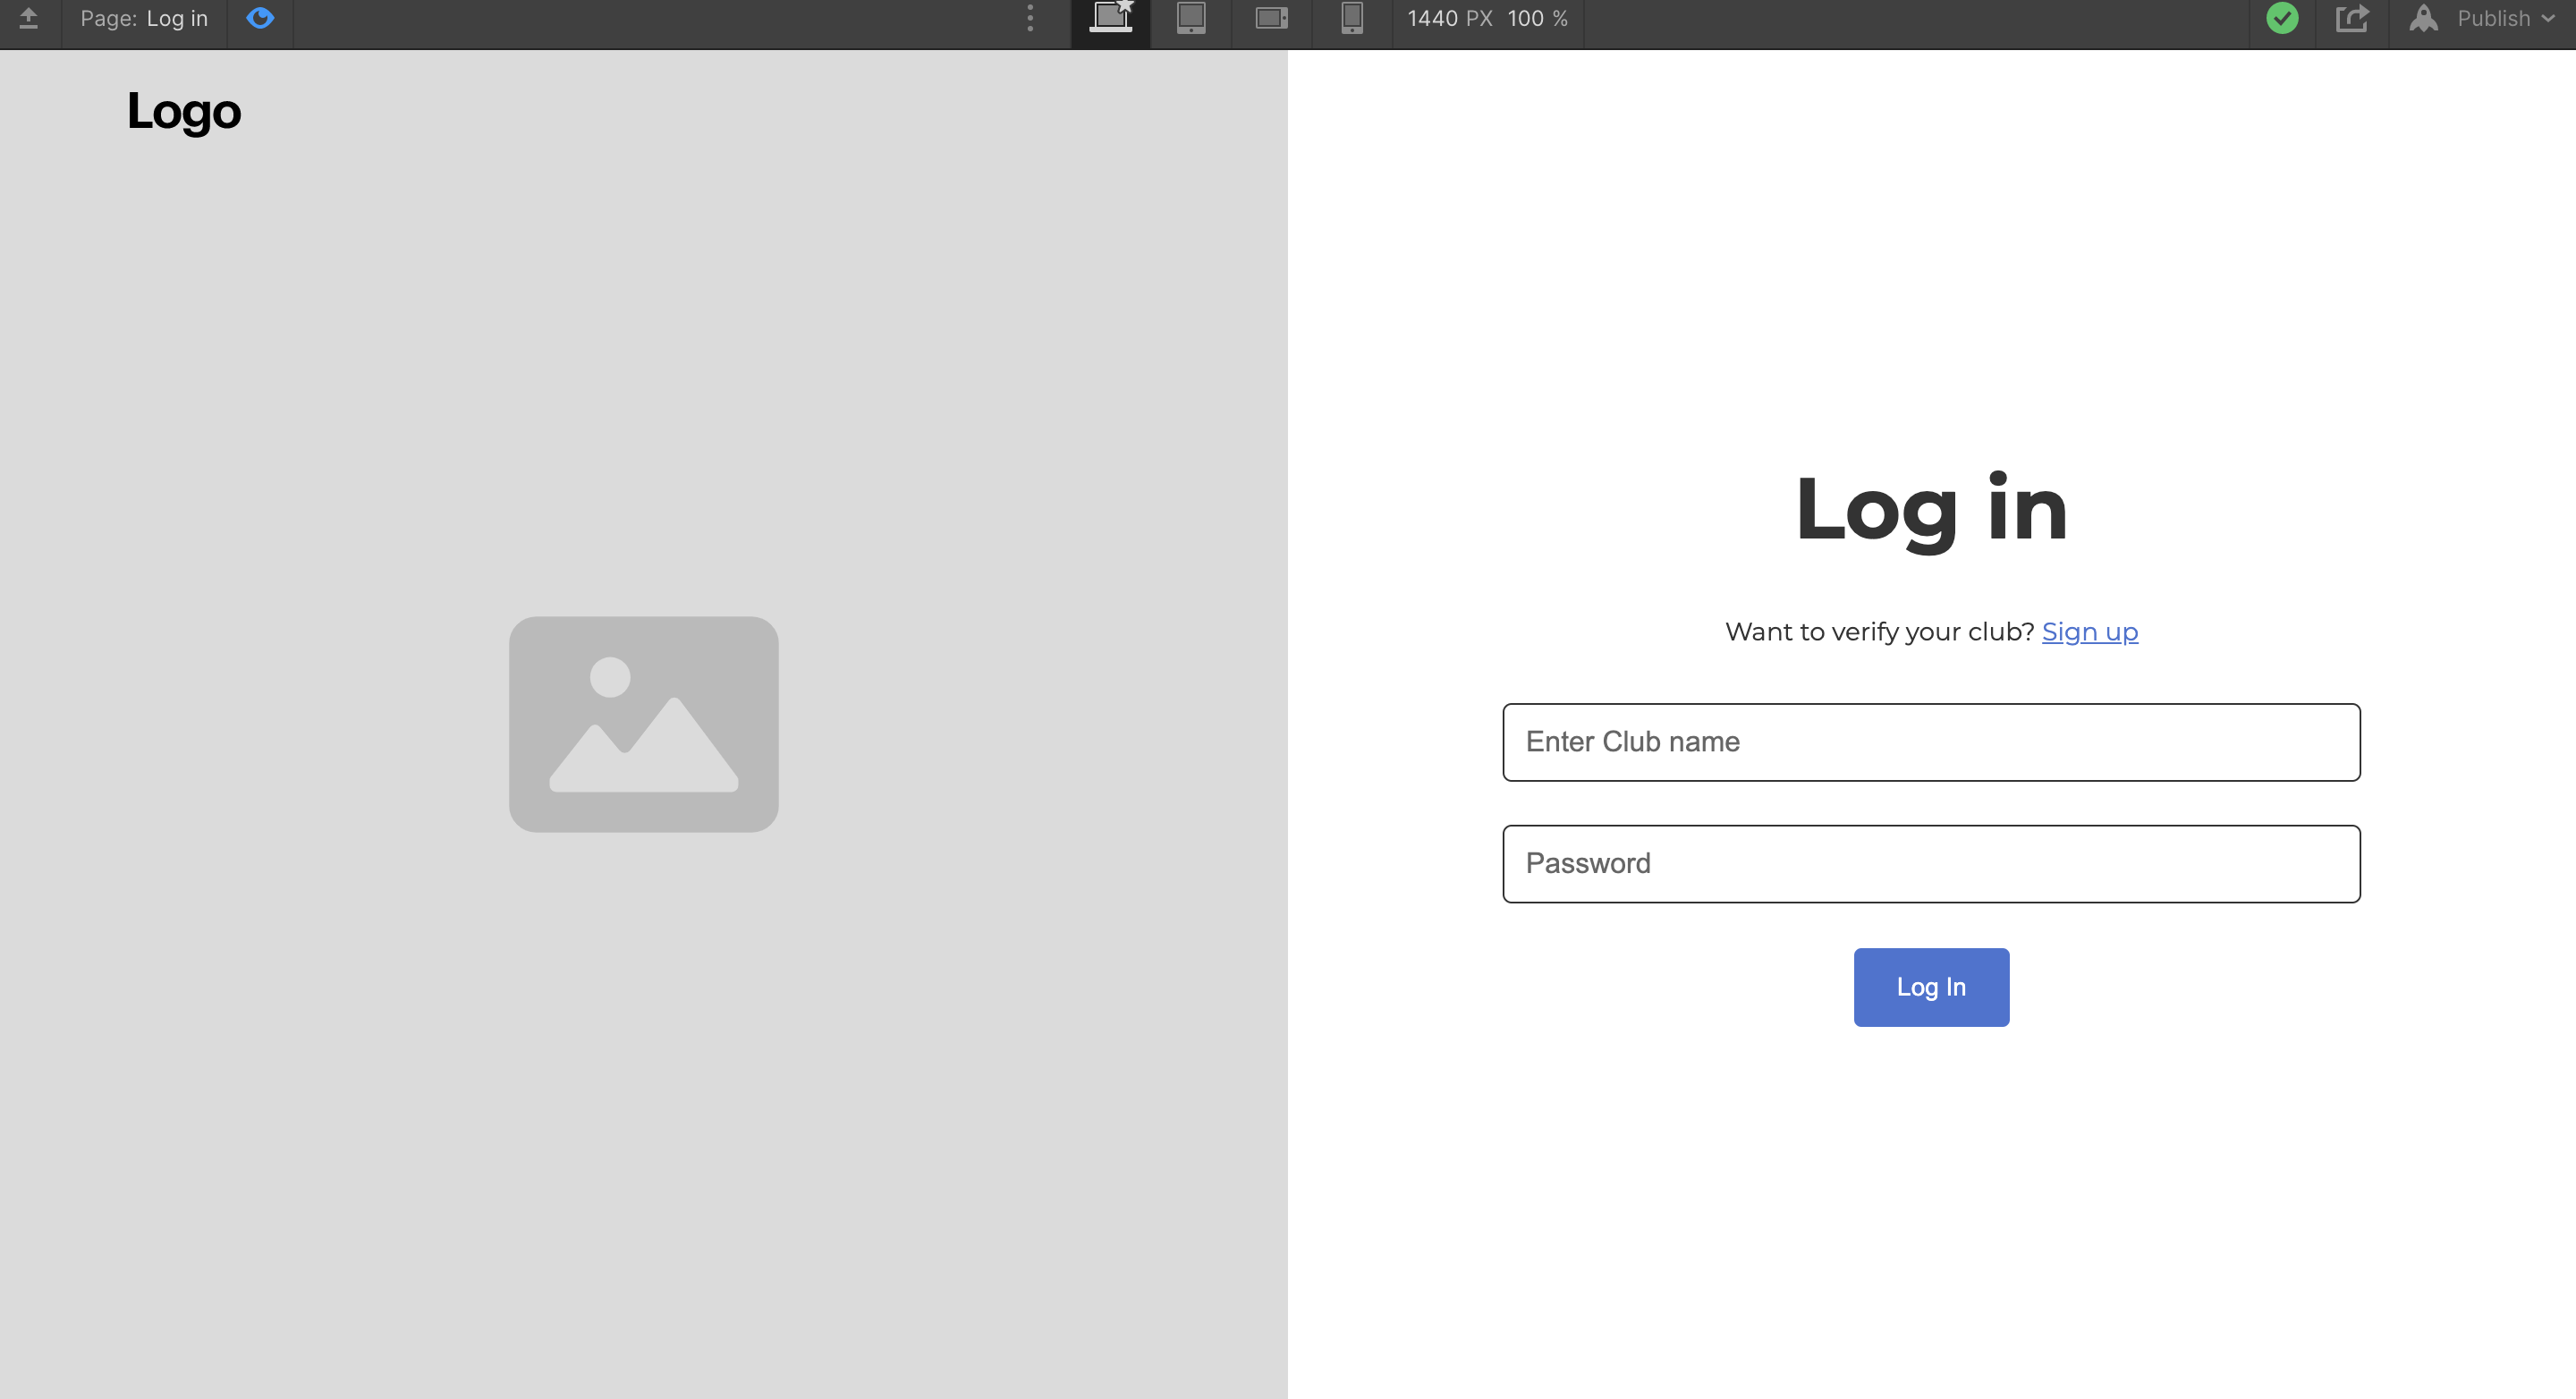 Page: Log in
1440 PX 100 %
Publish
Logo
Log in
Want to verify your club? Sign up
Enter Club name
Password
Log In